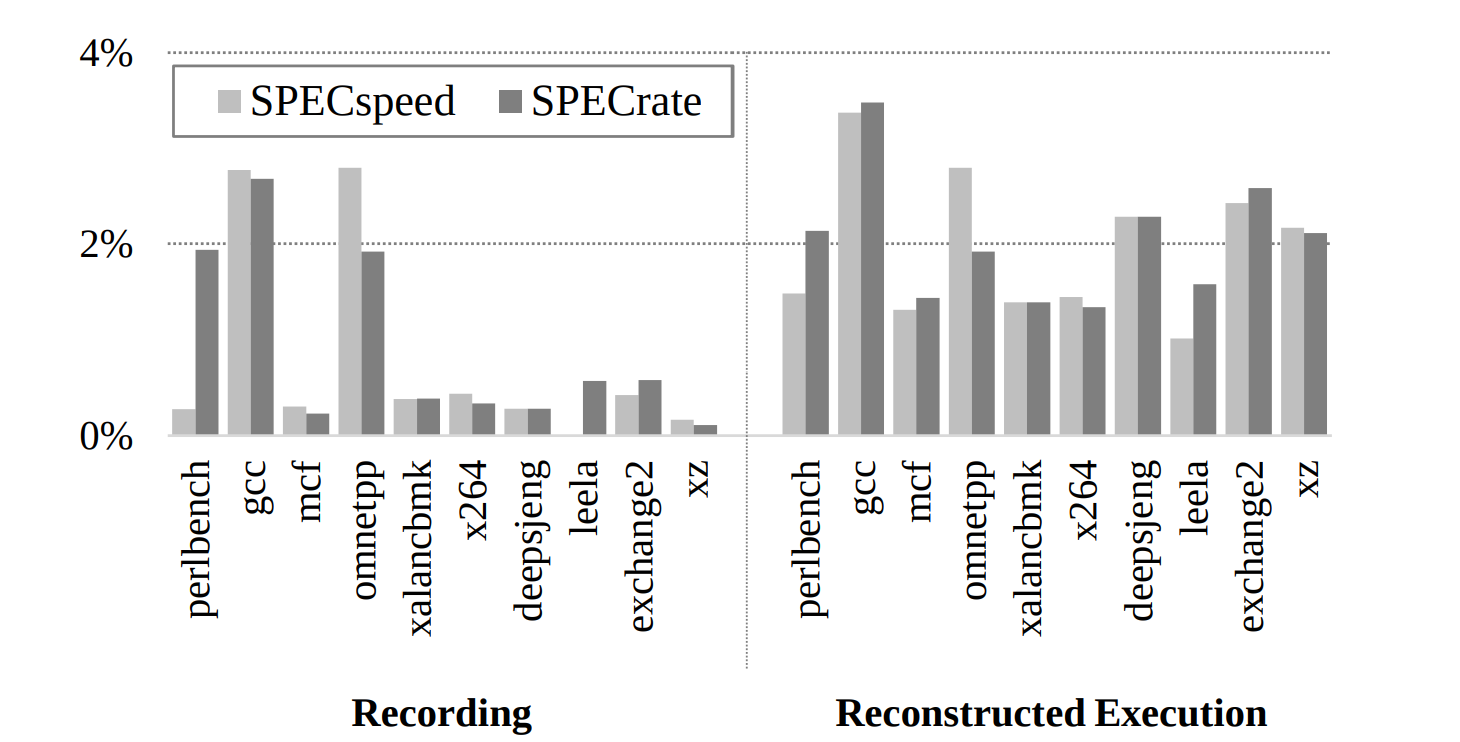 4%
SPECspeed SPECrate
2%
0%
perlbench
gcc
mcf
omnetpp
xalancbmk
x264
deepsjeng
leela
exchange2
xz
perlbench
gcc
mcf
omnetpp
xalancbmk
x264
deepsjeng
leela
exchange2
xz
Recording
Reconstructed Execution